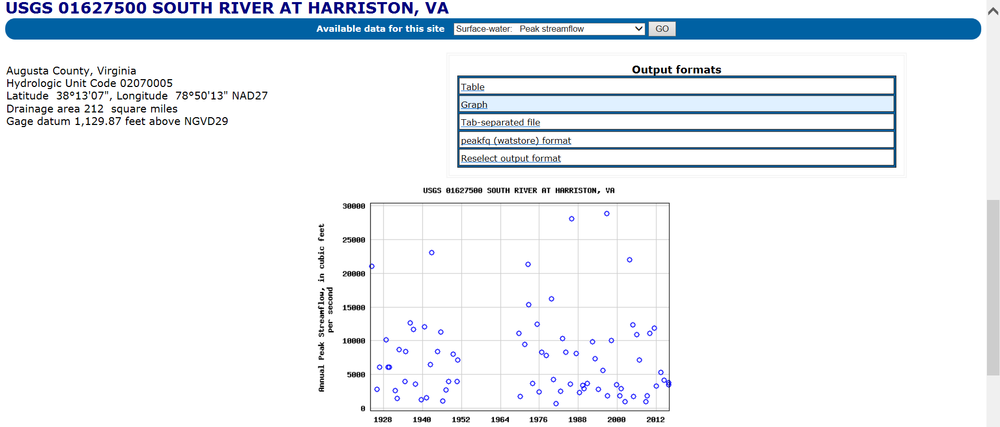 USGS 01627500 SOUTH RIVER AT HARRISTON, VA
Available data for this site Surface-water: Peak streamflow GO
Augusta County, Virginia
Hydrologic Unit Code 02070005
Latitude 38°13'07", Longitude 78°50'13" NAD27
Drainage area 212 square miles
Gage datum 1,129.87 feet above NGVD29
Output formats
Table
Graph
Tab-separated file
peakfq (watstore) format
Reselect output format
USGS 01627500 SOUTH RIVER AT HARRISTON, VA
Annual Peak Streamflow, in cubic feet
per second
30000
25000
20000
15000
10000
5000
0
1928 1940 1952 1964 1976 1988 2000 2012